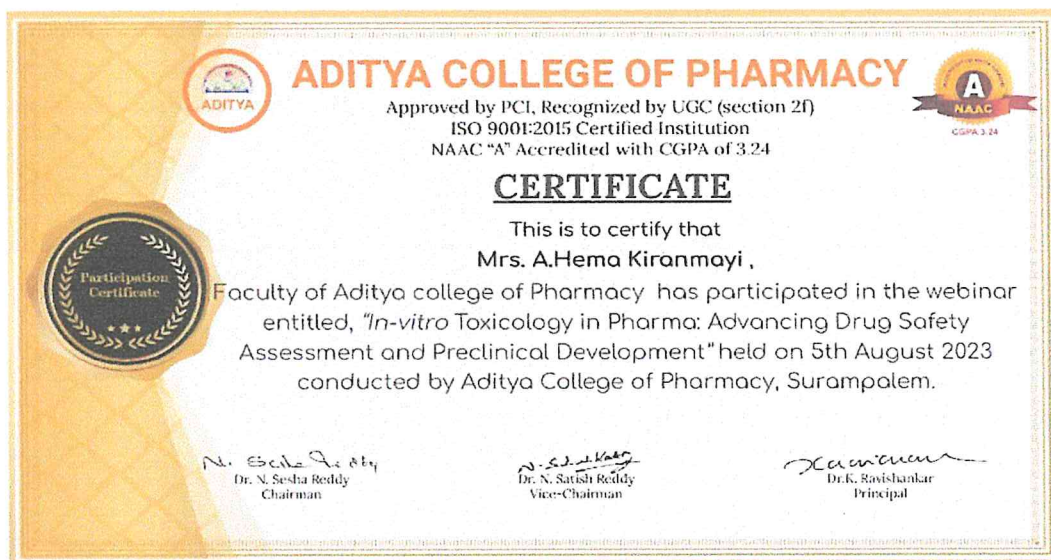 ADITYA
ADITYA COLLEGE OF PHARMACY
Approved by PCI, Recognized by UGC (section 2f)
ISO 9001:2015 Certified Institution
NAAC "A" Accredited with CGPA of 3.24
A
NAAC
CGPA 3.24
CERTIFICATE
This is to certify that
Mrs. A.Hema Kiranmayi ,
Participation
Certificate
Faculty of Aditya college of Pharmacy has participated in the webinar
entitled, "In-vitro Toxicology in Pharma: Advancing Drug Safety
Assessment and Preclinical Development" held on 5th August 2023
conducted by Aditya College of Pharmacy, Surampalem.
Dr. N. Sesha Reddy
Chairman
Dr. N. Satish Reddy
Vice-Chairman
Dr.K. Ravishankar
Principal